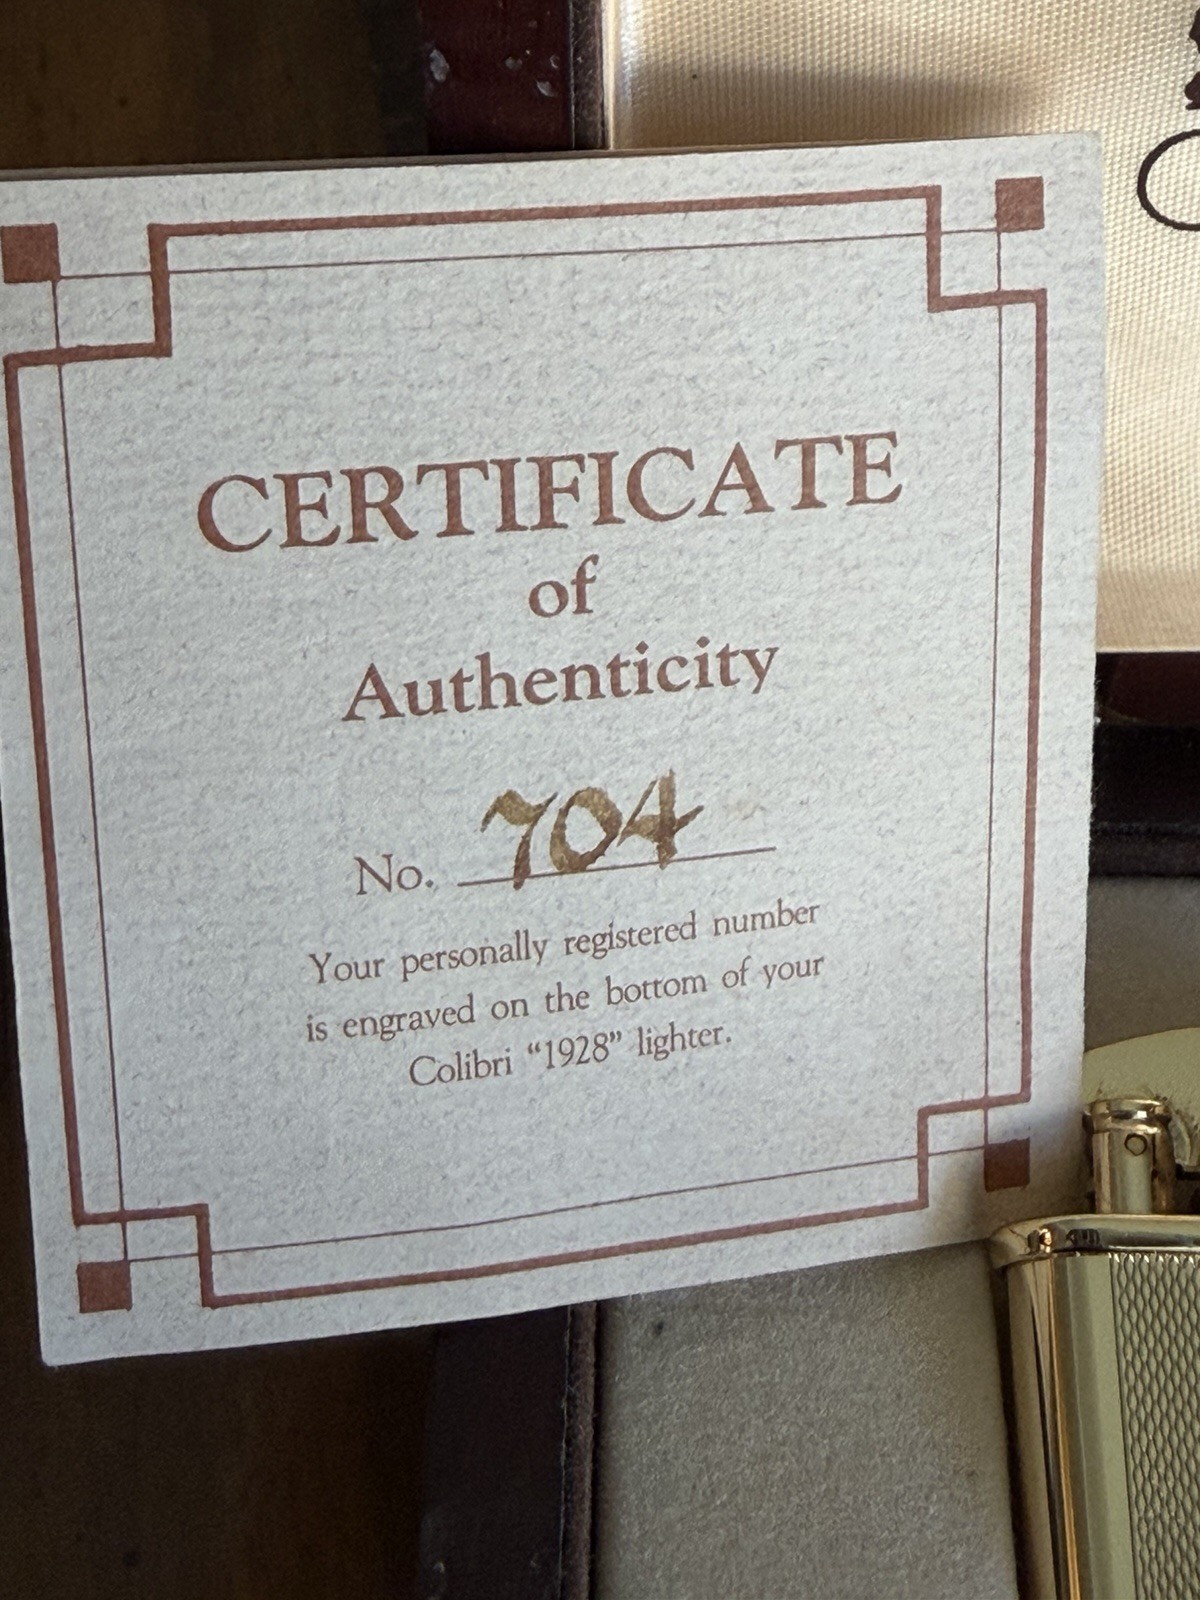 CERTIFICATE
of
Authenticity
No. 704
Your personally registered number
is engraved on the bottom of your
Colibri “1928” lighter.